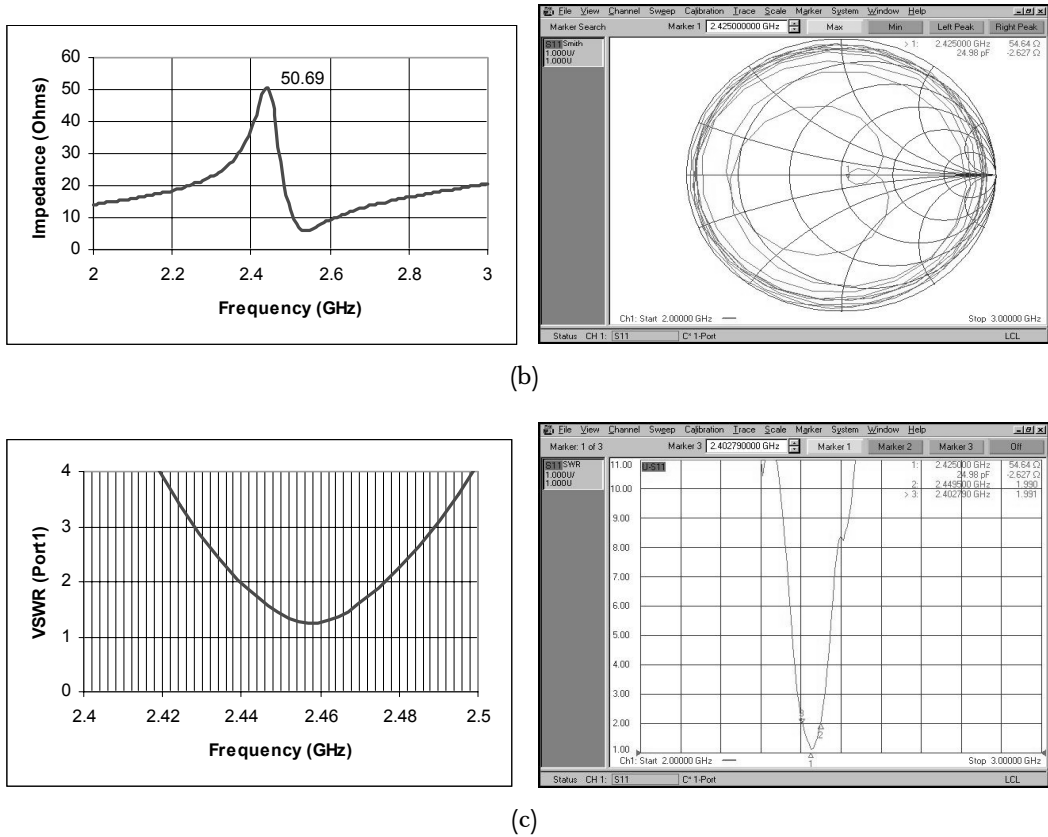 50.69
60
50
40
30
20
10
0
Impedance (Ohms)
2 2.2 2.4 2.6 2.8 3
Frequency (GHz)
File View Channel Sweep Calibration Trace Scale Marker System Window Help
Marker Search Marker 1 2.425000000 GHz Max Min Left Peak Right Peak
S11 Smith
1.000U/
1.000U
> 1: 2.425000 GHz 54.64 Ω
24.98 pF -2.627 Ω
1
Ch1: Start 2.00000 GHz Stop 3.00000 GHz
Status CH 1: S11 C* 1-Port LCL
(b)
4
3
2
1
0
VSWR (Port1)
2.4 2.42 2.44 2.46 2.48 2.5
Frequency (GHz)
File View Channel Sweep Calibration Trace Scale Marker System Window Help
Marker: 1 of 3 Marker 3 2.402790000 GHz Marker 1 Marker 2 Marker 3 Off
S11 SWR
1.000U/
1.000U
11.00 U-S11
10.00
9.00
8.00
7.00
6.00
5.00
4.00
3.00
2.00
1.00
1: 2.425000 GHz 54.64 Ω
24.98 pF -2.627 Ω
2: 2.449500 GHz 1.990
> 3: 2.402790 GHz 1.991
3
2
1
Ch1: Start 2.00000 GHz Stop 3.00000 GHz
Status CH 1: S11 C* 1-Port LCL
(c)